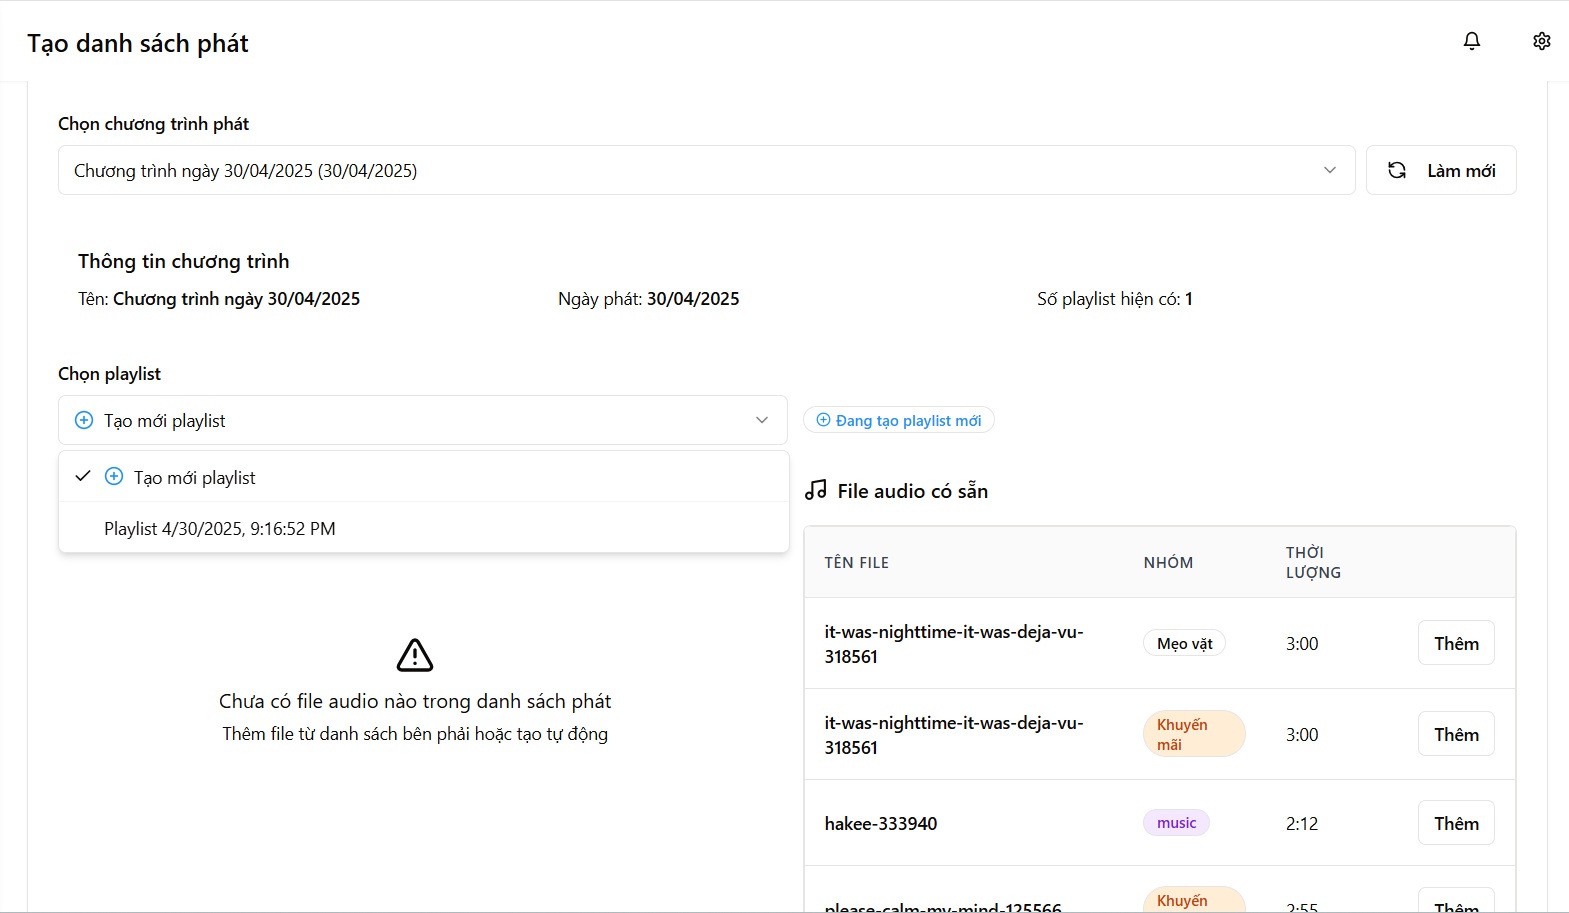 Tạo danh sách phát
Chọn chương trình phát
Chương trình ngày 30/04/2025 (30/04/2025)
Làm mới
Thông tin chương trình
Tên: Chương trình ngày 30/04/2025
Ngày phát: 30/04/2025
Số playlist hiện có: 1
Chọn playlist
Tạo mới playlist
Đang tạo playlist mới
Tạo mới playlist
Playlist 4/30/2025, 9:16:52 PM
Chưa có file audio nào trong danh sách phát
Thêm file từ danh sách bên phải hoặc tạo tự động
File audio có sẵn
TÊN FILE
NHÓM
THỜI
LƯỢNG
it-was-nighttime-it-was-deja-vu-
318561
Mẹo vặt
3:00
Thêm
it-was-nighttime-it-was-deja-vu-
318561
Khuyến
mãi
3:00
Thêm
hakee-333940
music
2:12
Thêm
please-calm-my-mind-125566
Khuyến
2:55
Thêm